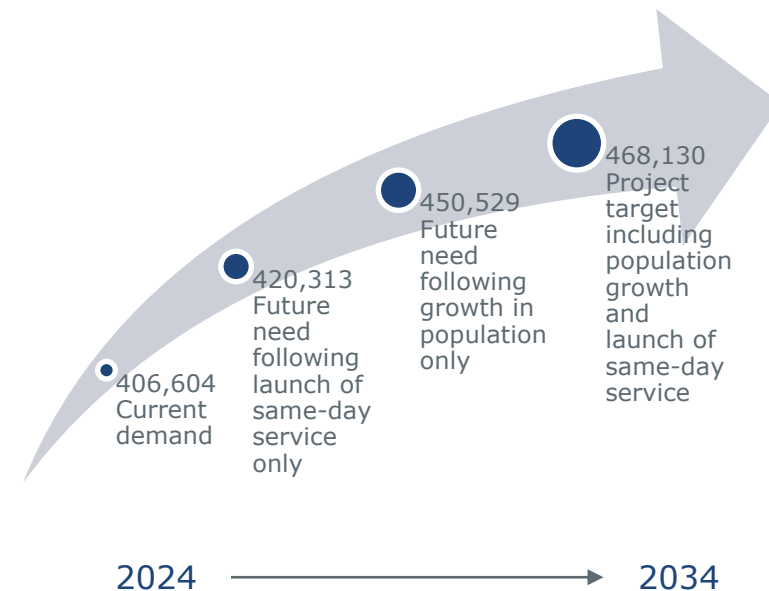 406,604
Current
demand
420,313
Future
need
following
launch of
same-day
service
only
450,529
Future
need
following
growth in
population
only
468,130
Project
target
including
population
growth
and
launch of
same-day
service
2024
2034